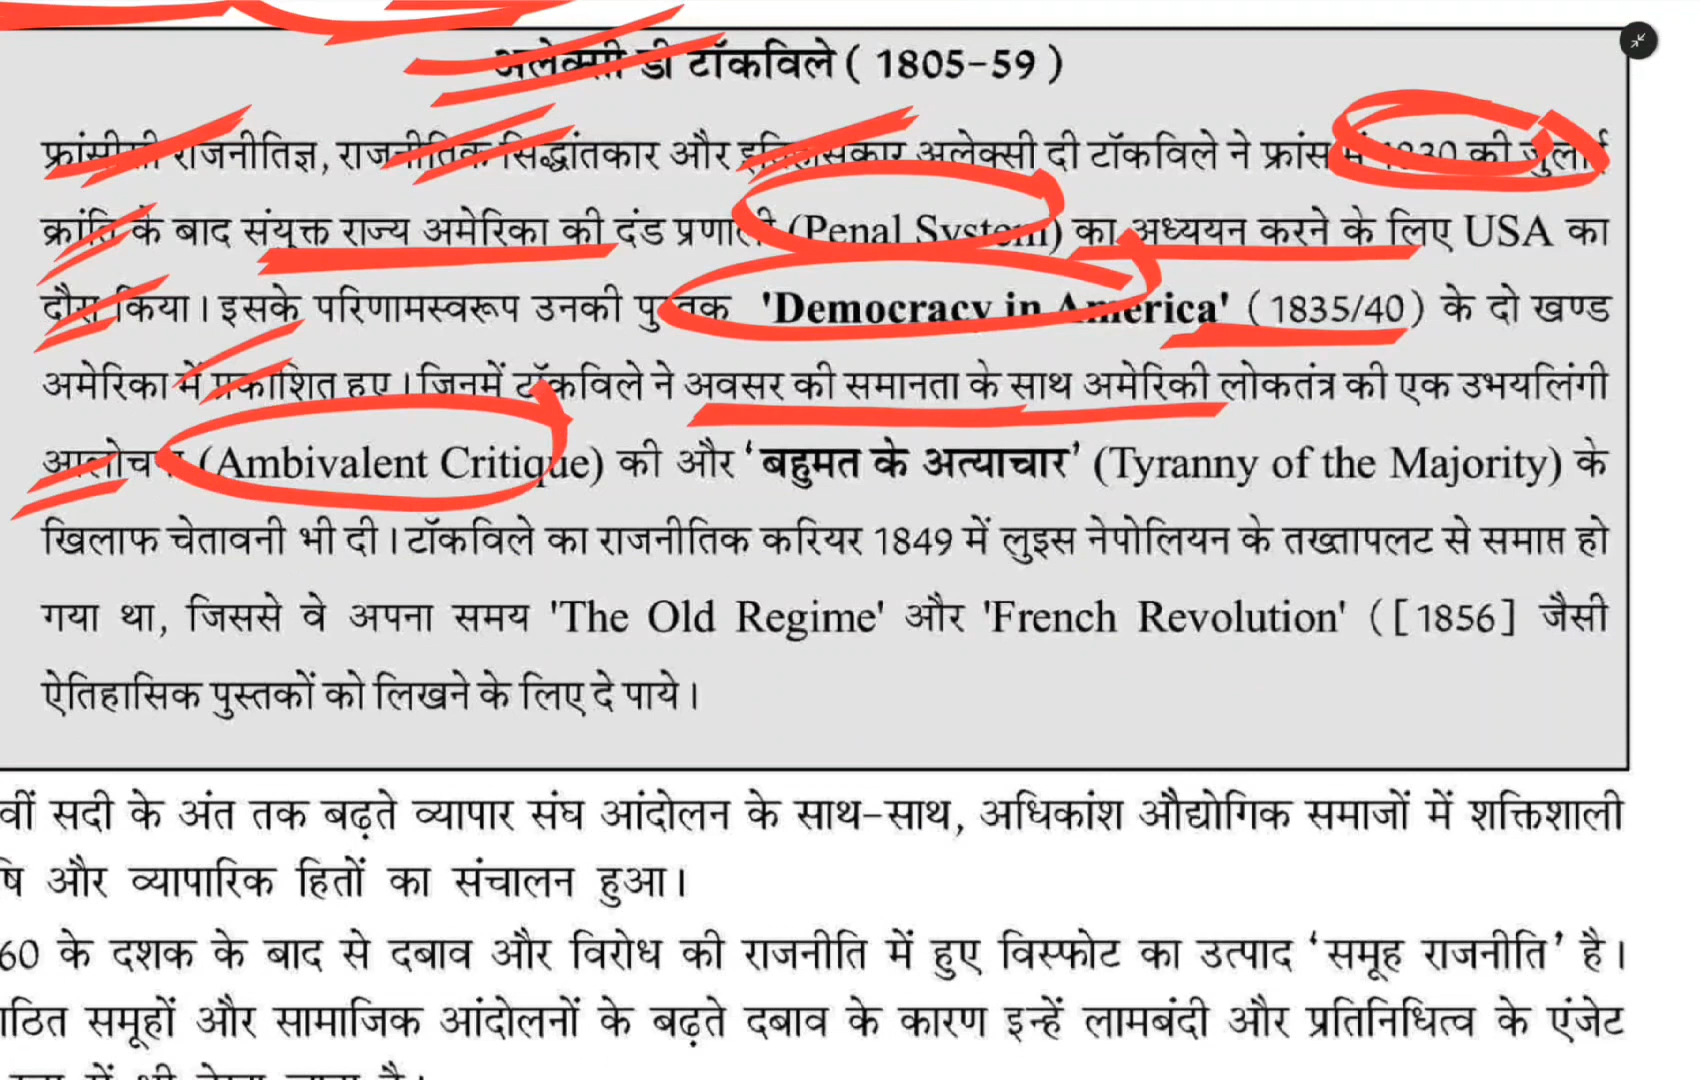 अलेक्सी डी टॉकविले ( 1805-59 )
फ्रांसीसी राजनीतिज्ञ, राजनीतिक सिद्धांतकार और इतिहासकार अलेक्सी दी टॉकविले ने फ्रांस में 1830 की जुलाई
क्रांति के बाद संयुक्त राज्य अमेरिका की दंड प्रणाली (Penal System) का अध्ययन करने के लिए USA का
दौरा किया। इसके परिणामस्वरूप उनकी पुस्तक 'Democracy in America' (1835/40) के दो खण्ड
अमेरिका में प्रकाशित हुए। जिनमें टॉकविले ने अवसर की समानता के साथ अमेरिकी लोकतंत्र की एक उभयलिंगी
आलोचना (Ambivalent Critique) की और ‘बहुमत के अत्याचार’ (Tyranny of the Majority) के
खिलाफ चेतावनी भी दी। टॉकविले का राजनीतिक करियर 1849 में लुइस नेपोलियन के तख्तापलट से समाप्त हो
गया था, जिससे वे अपना समय 'The Old Regime' और 'French Revolution' ([1856] जैसी
ऐतिहासिक पुस्तकों को लिखने के लिए दे पाये।
वीं सदी के अंत तक बढ़ते व्यापार संघ आंदोलन के साथ-साथ, अधिकांश औद्योगिक समाजों में शक्तिशाली
षि और व्यापारिक हितों का संचालन हुआ।
60 के दशक के बाद से दबाव और विरोध की राजनीति में हुए विस्फोट का उत्पाद ‘समूह राजनीति’ है।
गठित समूहों और सामाजिक आंदोलनों के बढ़ते दबाव के कारण इन्हें लामबंदी और प्रतिनिधित्व के एंजेट